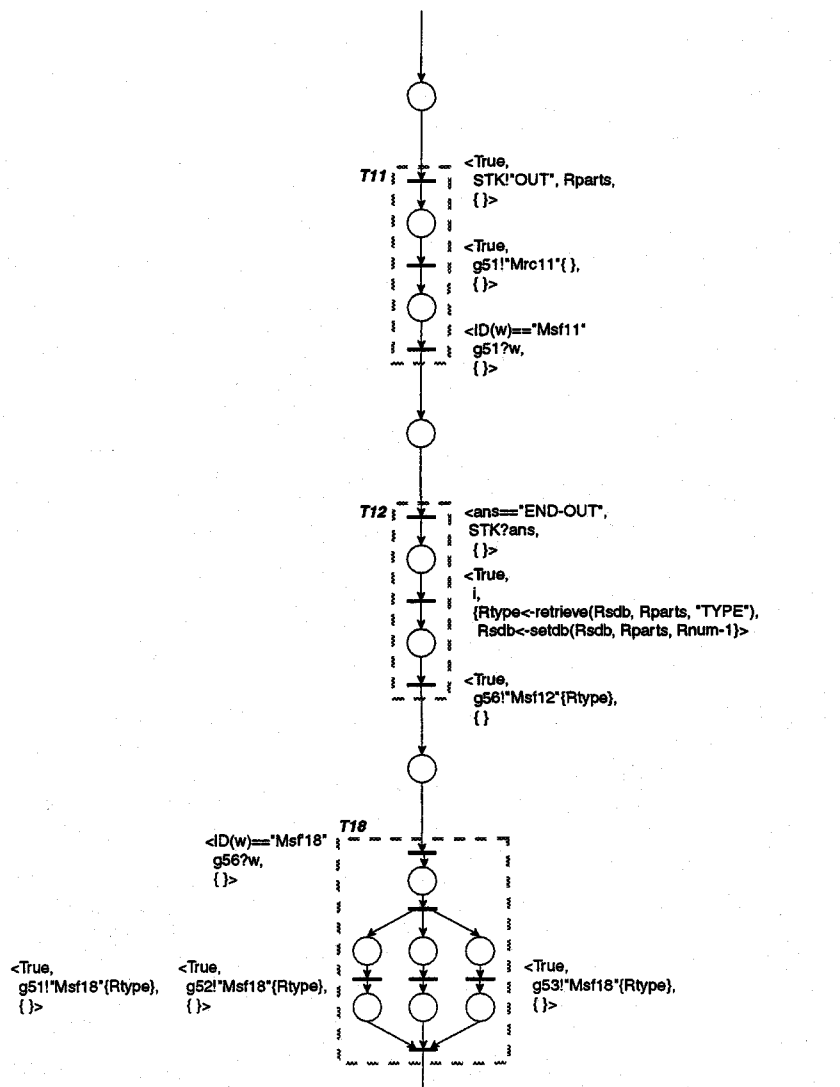 T11
<True,
STK!"OUT", Rparts,
{ }>
<True,
g51!"Mrc11"{ },
{ }>
<ID(w)=="Msf11"
g51?w,
{ }>
T12
<ans=="END-OUT",
STK?ans,
{ }>
<True,
i,
{Rtype<-retrieve(Rsdb, Rparts, "TYPE"),
Rsdb<-setdb(Rsdb, Rparts, Rnum-1}>
<True,
g56!"Msf12"{Rtype},
{ }
T18
<ID(w)=="Msf18"
g56?w,
{ }>
<True,
g51!"Msf18"{Rtype},
{ }>
<True,
g52!"Msf18"{Rtype},
{ }>
<True,
g53!"Msf18"{Rtype},
{ }>